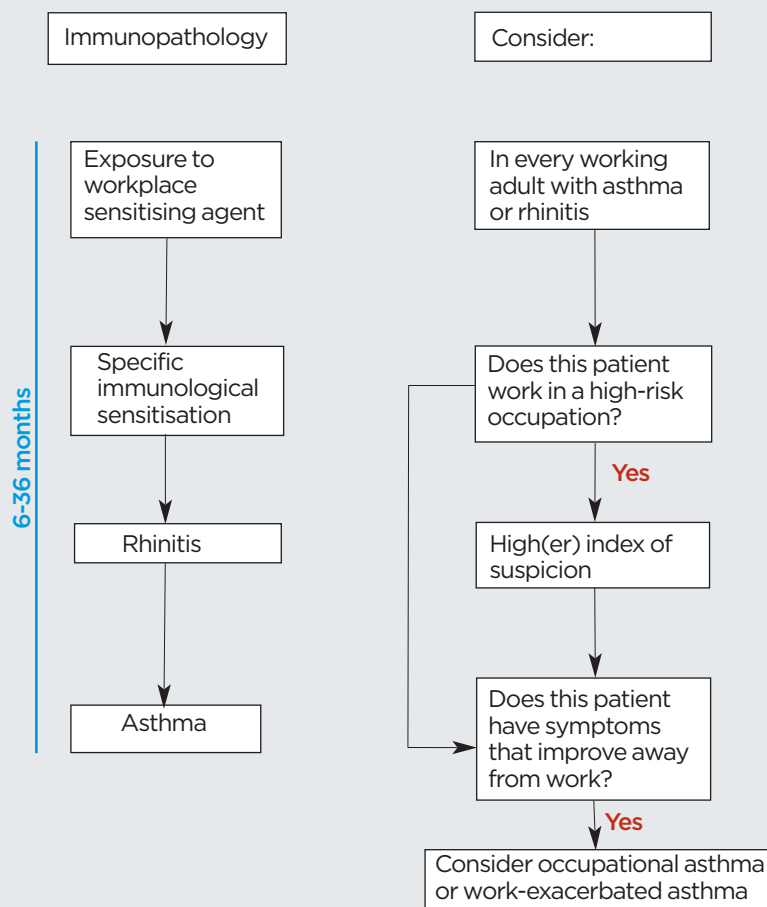 Immunopathology
Exposure to
workplace
sensitising agent
Specific
immunological
sensitisation
Rhinitis
Asthma
6-36 months
Consider:
In every working
adult with asthma
or rhinitis
Does this patient
work in a high-risk
occupation?
Yes
High(er) index of
suspicion
Does this patient
have symptoms
that improve away
from work?
Yes
Consider occupational asthma
or work-exacerbated asthma